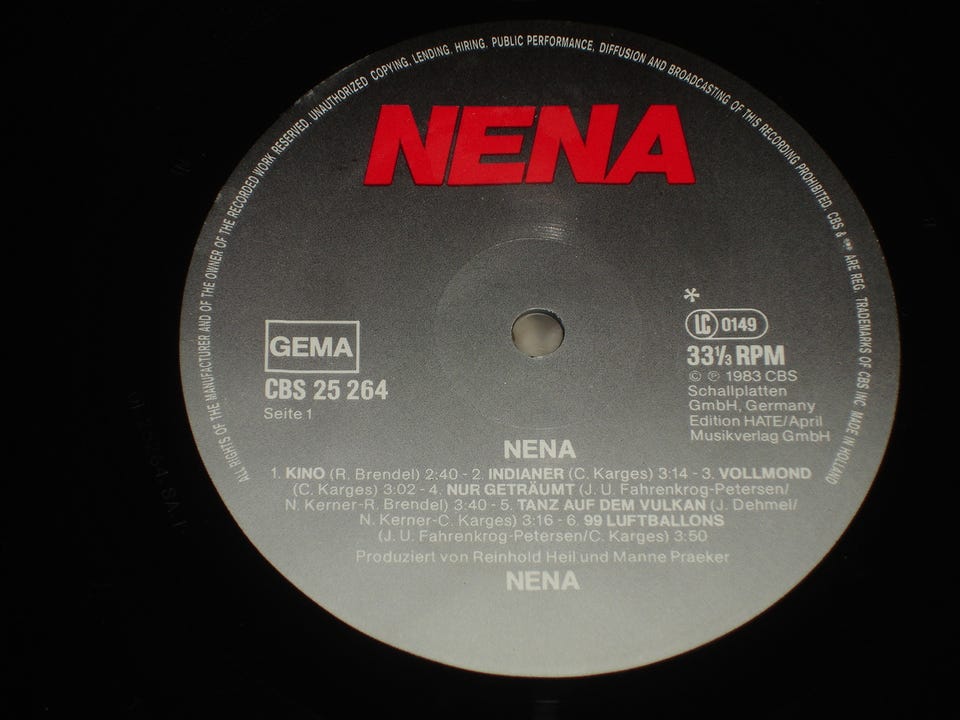 ALL RIGHTS OF THE MANUFACTURER AND OF THE OWNER OF THE RECORDED WORK RESERVED. UNAUTHORIZED COPYING, LENDING, HIRING, PUBLIC PERFORMANCE, DIFFUSION AND BROADCASTING OF THIS RECORDING PROHIBITED. CBS & ARE REG. TRADEMARKS OF CBS INC. MADE IN HOLLAND
NENA
GEMA
CBS 25 264
Seite 1
*
LC 0149
33⅓ RPM
© ℗ 1983 CBS
Schallplatten
GmbH, Germany
Edition HATE/April
Musikverlag GmbH
NENA
1. KINO (R. Brendel) 2:40 - 2. INDIANER (C. Karges) 3:14 - 3. VOLLMOND
(C. Karges) 3:02 - 4. NUR GETRÄUMT (J. U. Fahrenkrog-Petersen/
N. Kerner-R. Brendel) 3:40 - 5. TANZ AUF DEM VULKAN (J. Dehmel/
N. Kerner-C. Karges) 3:16 - 6. 99 LUFTBALLONS
(J. U. Fahrenkrog-Petersen/C. Karges) 3:50
Produziert von Reinhold Heil und Manne Praeker
NENA